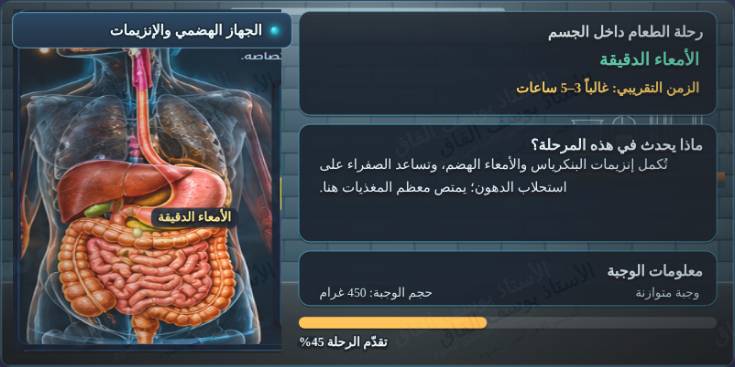 الجهاز الهضمي والإنزيمات
رحلة الطعام داخل الجسم
الأمعاء الدقيقة
الزمن التقريبي: غالباً 3–5 ساعات
ماذا يحدث في هذه المرحلة؟
تُكمل إنزيمات البنكرياس والأمعاء الهضم، وتساعد الصفراء على
استحلاب الدهون؛ يمتص معظم المغذيات هنا.
معلومات الوجبة
وجبة متوازنة
حجم الوجبة: 450 غرام
تقدّم الرحلة 45%
الأمعاء الدقيقة